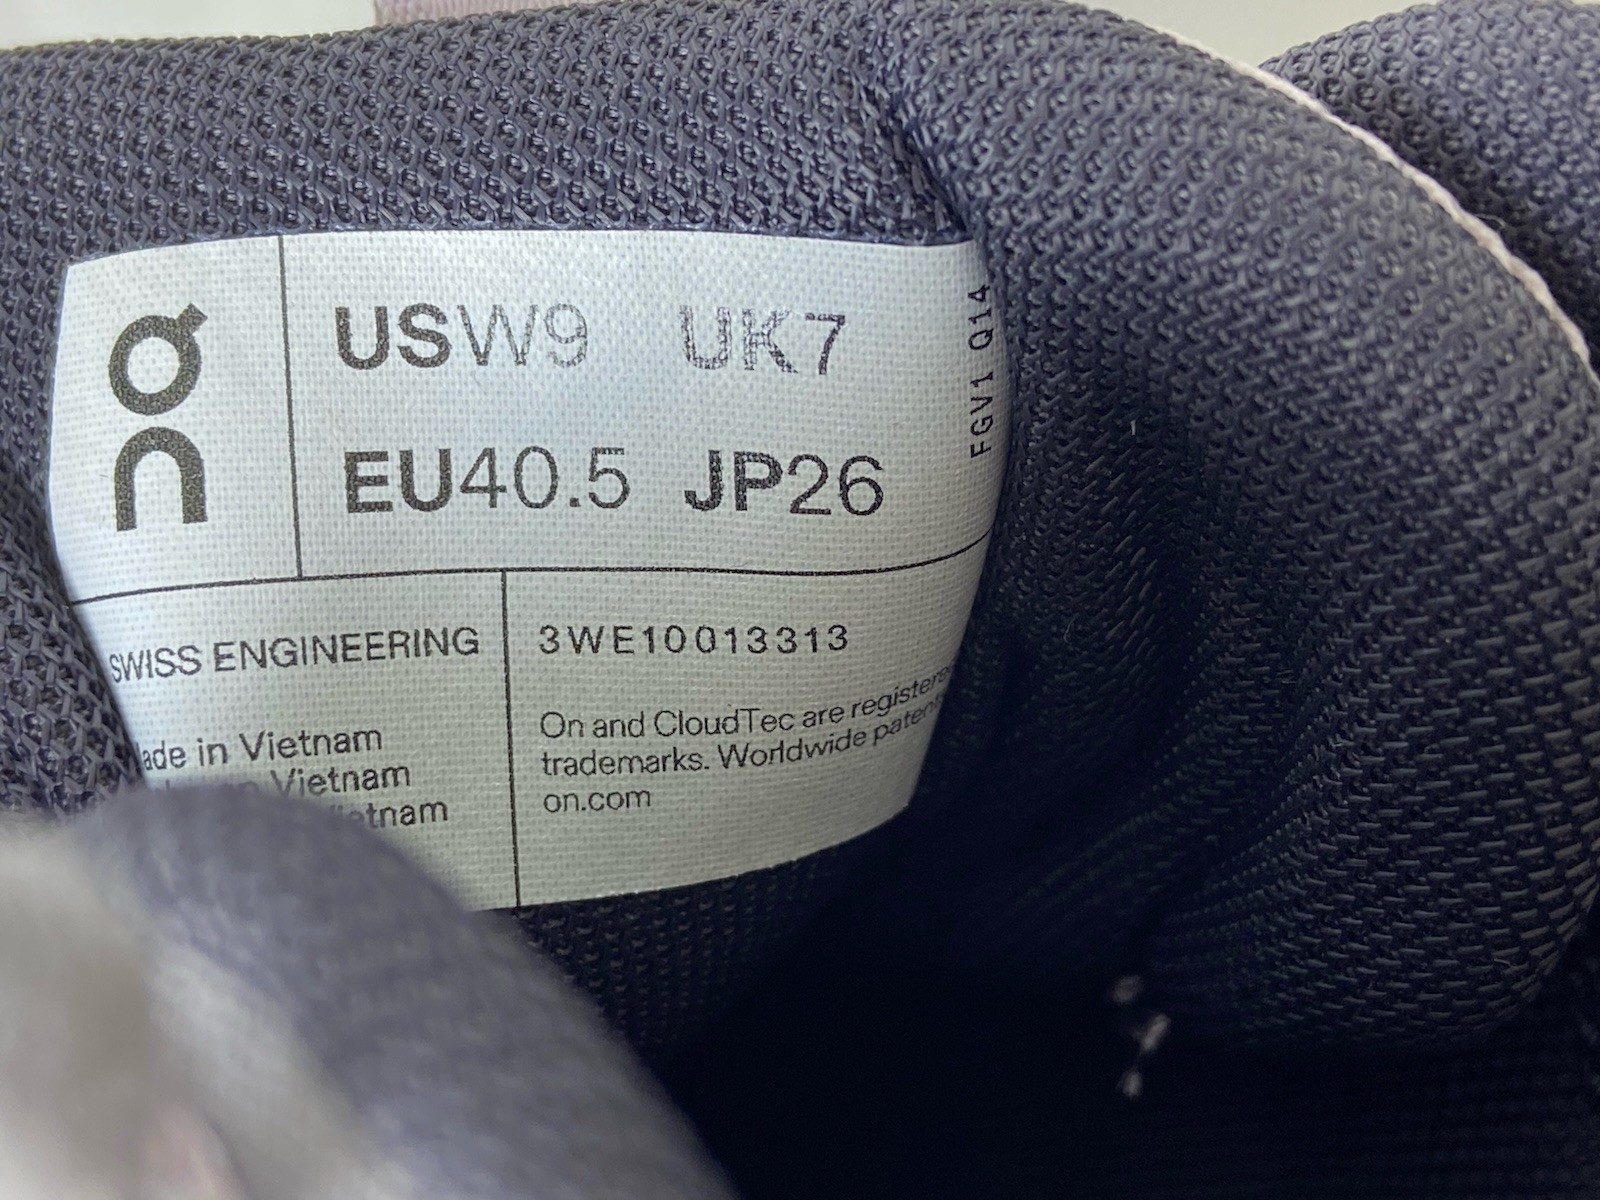 On
USW9 UK7
EU40.5 JP26
FGV1 Q14
SWISS ENGINEERING
3WE10013313
in Vietnam
Vietnam
On and CloudTec are
trademarks. Worldwide
on.com